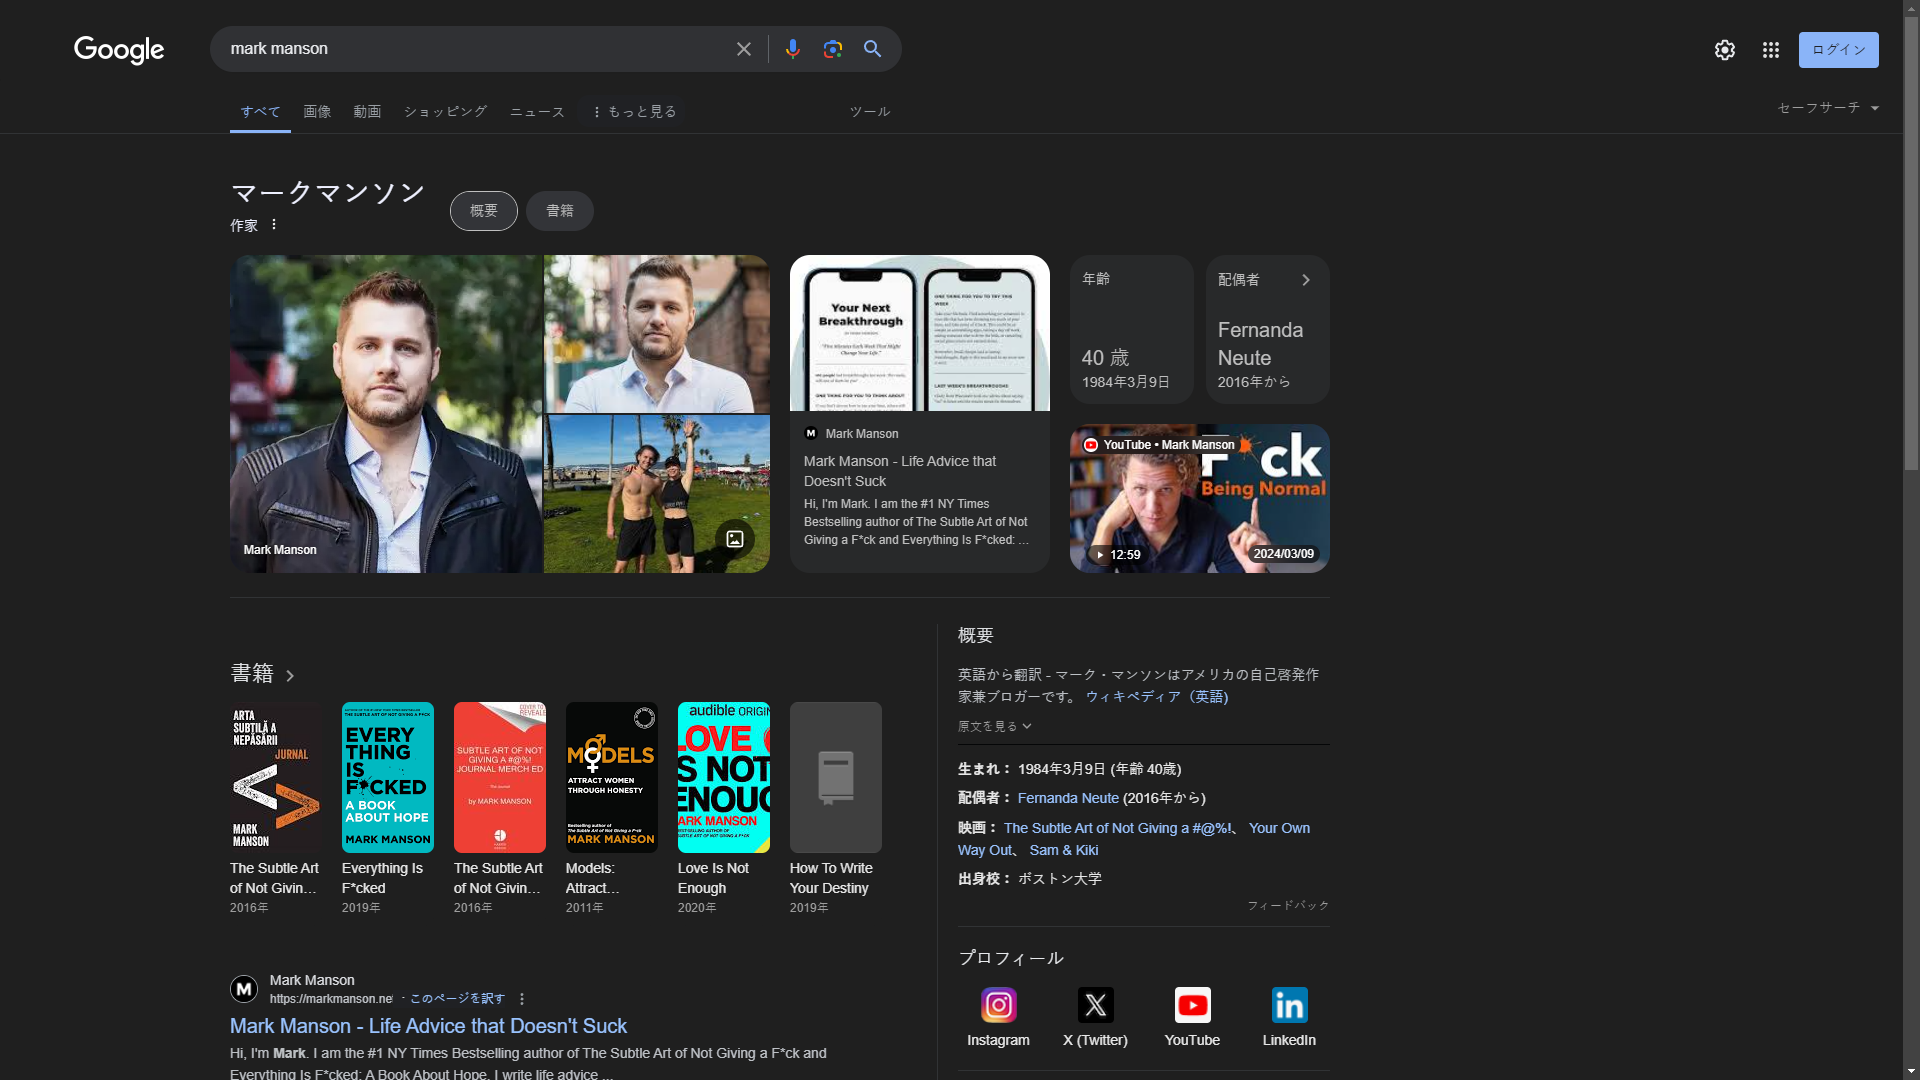 Google
mark manson
ログイン
すべて
画像
動画
ショッピング
ニュース
もっと見る
ツール
セーフサーチ
マークマンソン
作家
概要
書籍
Mark Manson
Your Next
Breakthrough
ONE THING FOR YOU TO TRY THIS
WEEK
LAST WEEK'S BREAKTHROUGHS
Mark Manson
Mark Manson - Life Advice that
Doesn't Suck
Hi, I'm Mark. I am the #1 NY Times
Bestselling author of The Subtle Art of Not
Giving a F*ck and Everything Is F*cked: ...
年齢
40 歳
1984年3月9日
配偶者
Fernanda
Neute
2016年から
YouTube • Mark Manson
F ck
Being Normal
12:59
2024/03/09
書籍
ARTA
SUBTILĂ A
NEPĂSĂRII
JURNAL
MARK
MANSON
The Subtle Art
of Not Givin...
2016年
EVERY
THING
IS
F*CKED
A BOOK
ABOUT HOPE
MARK MANSON
Everything Is
F*cked
2019年
COVER TO
REVEALE
SUBTLE ART OF NOT
GIVING A #@%!
JOURNAL MERCH ED
by MARK MANSON
The Subtle Art
of Not Givin...
2016年
MODELS
ATTRACT WOMEN
THROUGH HONESTY
MARK MANSON
Models:
Attract...
2011年
audible ORIGIN
LOVE
IS NOT
ENOUG
MARK MANSON
Love Is Not
Enough
2020年
How To Write
Your Destiny
2019年
Mark Manson
https://markmanson.ne
· このページを訳す
Mark Manson - Life Advice that Doesn't Suck
Hi, I'm Mark. I am the #1 NY Times Bestselling author of The Subtle Art of Not Giving a F*ck and
Everything Is F*cked: A Book About Hope. I write life advice ...
概要
英語から翻訳 - マーク・マンソンはアメリカの自己啓発作
家兼ブロガーです。 ウィキペディア（英語）
原文を見る
生まれ： 1984年3月9日 (年齢 40歳)
配偶者： Fernanda Neute (2016年から)
映画： The Subtle Art of Not Giving a #@%!、 Your Own
Way Out、 Sam & Kiki
出身校： ボストン大学
フィードバック
プロフィール
Instagram
X (Twitter)
YouTube
LinkedIn